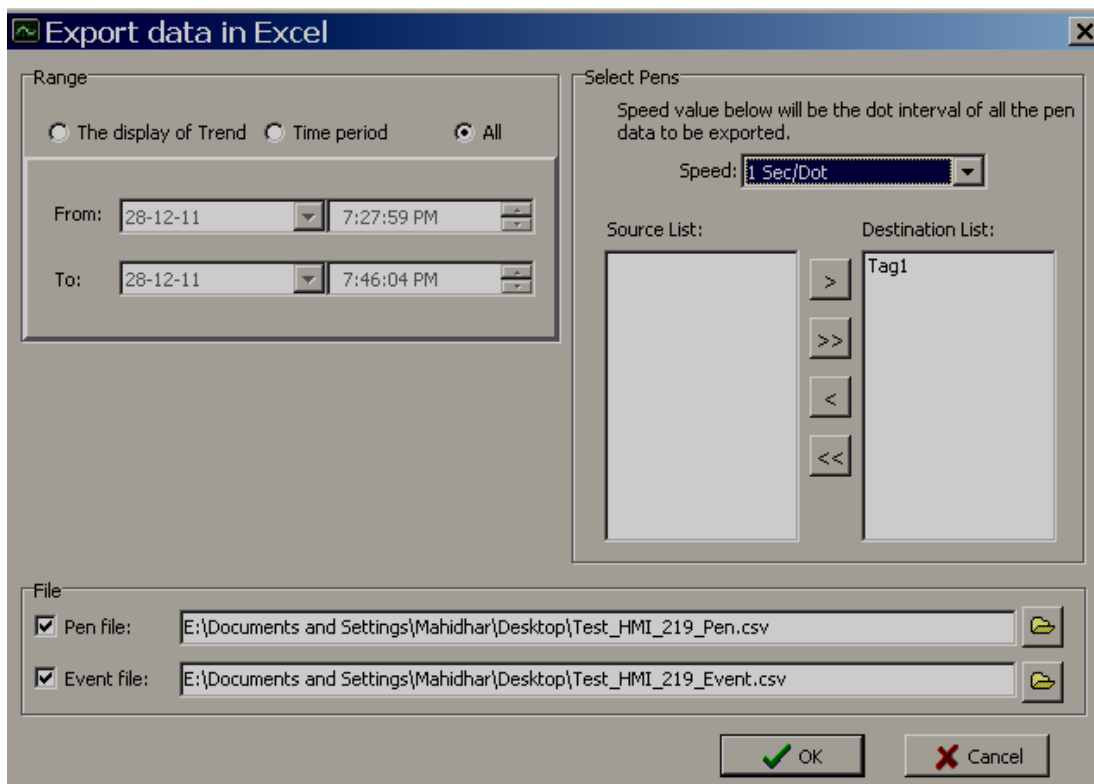 Export data in Excel
Range
The display of Trend Time period All
From: 28-12-11 7:27:59 PM
To: 28-12-11 7:46:04 PM
Select Pens
Speed value below will be the dot interval of all the pen
data to be exported.
Speed: 1 Sec/Dot
Source List: Destination List:
Tag1
>
>>
<
<<
File
Pen file: E:\Documents and Settings\Mahidhar\Desktop\Test_HMI_219_Pen.csv
Event file: E:\Documents and Settings\Mahidhar\Desktop\Test_HMI_219_Event.csv
OK Cancel